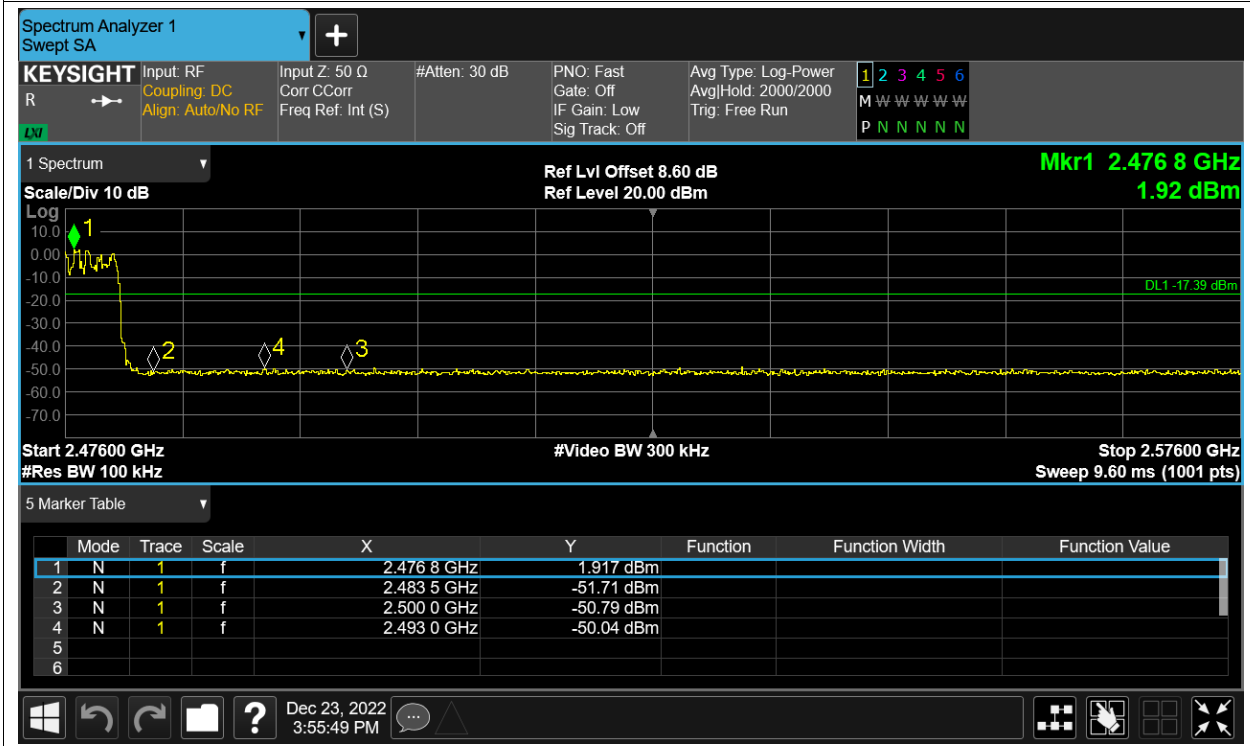 Spectrum Analyzer 1
Swept SA
+
KEYSIGHT
R
LXI
Input: RF
Coupling: DC
Align: Auto/No RF
Input Z: 50 Ω
Corr CCorr
Freq Ref: Int (S)
#Atten: 30 dB
PNO: Fast
Gate: Off
IF Gain: Low
Sig Track: Off
Avg Type: Log-Power
Avg|Hold: 2000/2000
Trig: Free Run
1 2 3 4 5 6
M W W W W W
P N N N N N
1 Spectrum
Scale/Div 10 dB
Ref Lvl Offset 8.60 dB
Ref Level 20.00 dBm
Mkr1 2.476 8 GHz
1.92 dBm
Log
10.0
0.00
-10.0
-20.0
-30.0
-40.0
-50.0
-60.0
-70.0
1
2
4
3
DL1 -17.39 dBm
Start 2.47600 GHz
#Res BW 100 kHz
#Video BW 300 kHz
Stop 2.57600 GHz
Sweep 9.60 ms (1001 pts)
5 Marker Table
Mode Trace Scale X Y Function Function Width Function Value
1 N 1 f 2.476 8 GHz 1.917 dBm
2 N 1 f 2.483 5 GHz -51.71 dBm
3 N 1 f 2.500 0 GHz -50.79 dBm
4 N 1 f 2.493 0 GHz -50.04 dBm
5
6
?
Dec 23, 2022
3:55:49 PM